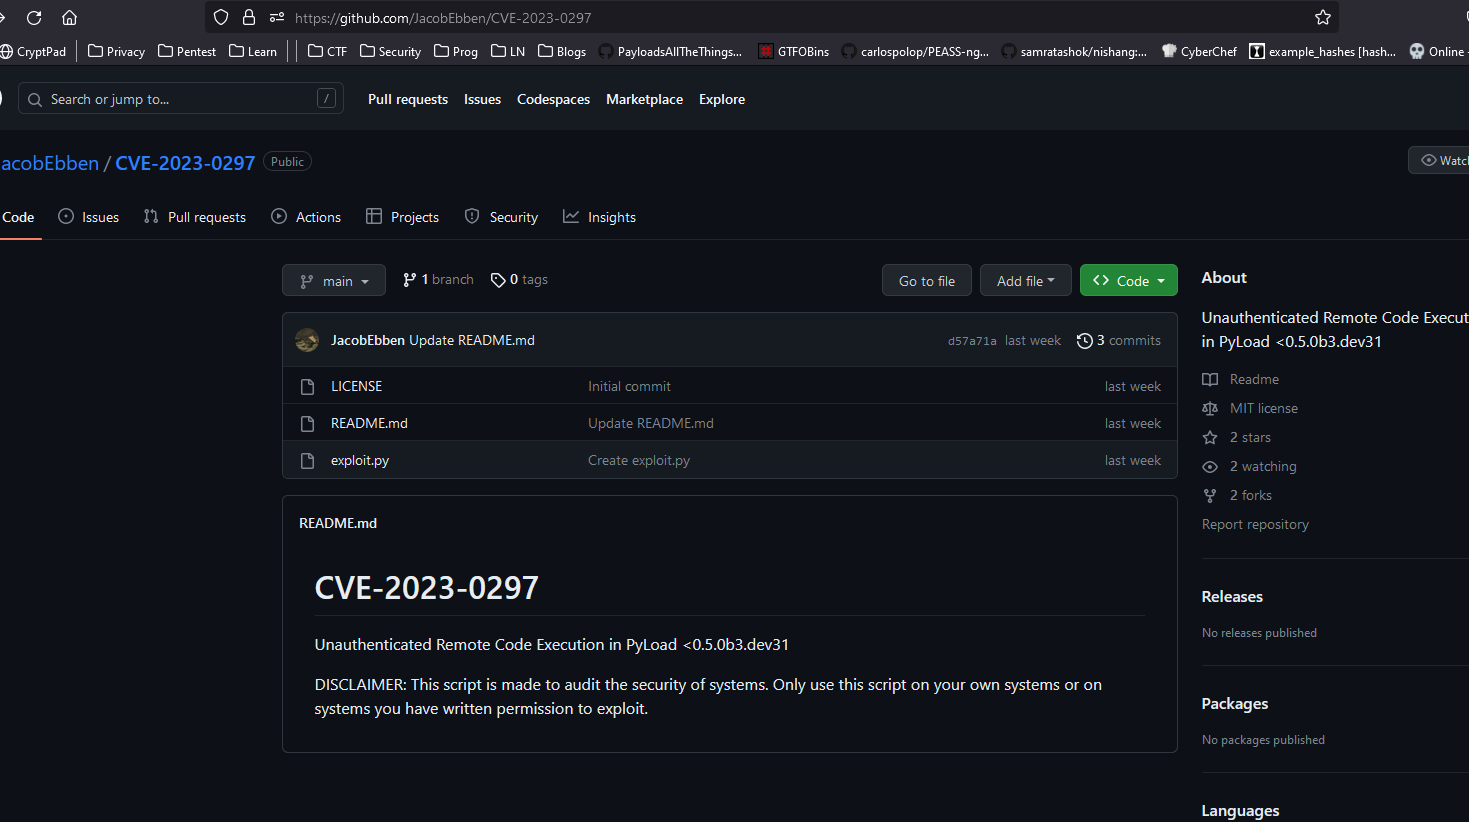 https://github.com/JacobEbben/CVE-2023-0297
CryptPad Privacy Pentest Learn CTF Security Prog LN Blogs PayloadsAllTheThings... GTFOBins carlospolop/PEASS-ng... samratashok/nishang:... CyberChef example_hashes [hash... Online
Search or jump to... / Pull requests Issues Codespaces Marketplace Explore
acobEbben / CVE-2023-0297 Public Watch
Code Issues Pull requests Actions Projects Security Insights
main 1 branch 0 tags Go to file Add file <> Code
JacobEbben Update README.md d57a71a last week 3 commits
LICENSE Initial commit last week
README.md Update README.md last week
exploit.py Create exploit.py last week
README.md
CVE-2023-0297
Unauthenticated Remote Code Execution in PyLoad <0.5.0b3.dev31
DISCLAIMER: This script is made to audit the security of systems. Only use this script on your own systems or on
systems you have written permission to exploit.
About
Unauthenticated Remote Code Execut
in PyLoad <0.5.0b3.dev31
Readme
MIT license
2 stars
2 watching
2 forks
Report repository
Releases
No releases published
Packages
No packages published
Languages